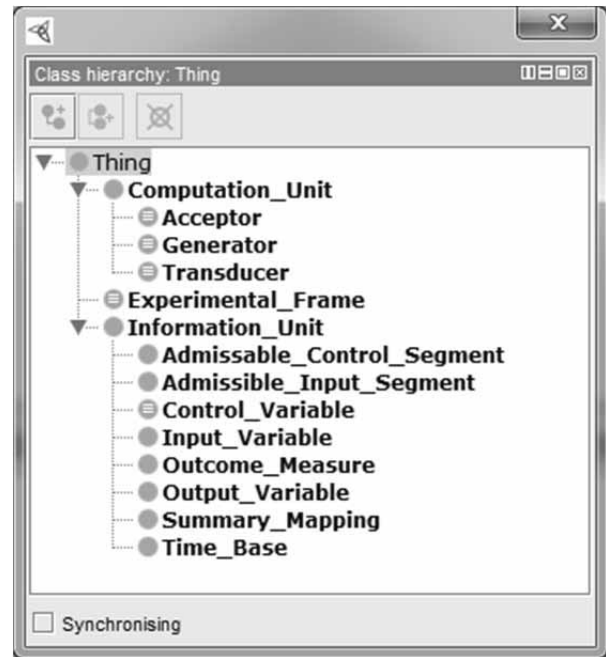 Class hierarchy: Thing
Thing
Computation_Unit
Acceptor
Generator
Transducer
Experimental_Frame
Information_Unit
Admissable_Control_Segment
Admissible_Input_Segment
Control_Variable
Input_Variable
Outcome_Measure
Output_Variable
Summary_Mapping
Time_Base
Synchronising